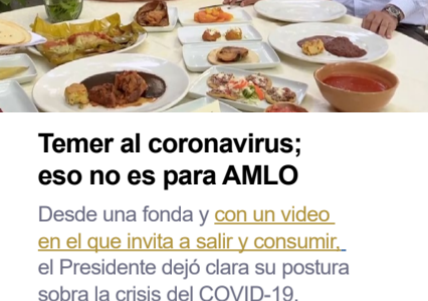 Temer al coronavirus;
eso no es para AMLO
Desde una fonda y con un video
en el que invita a salir y consumir,
el Presidente dejó clara su postura
sobra la crisis del COVID-19.